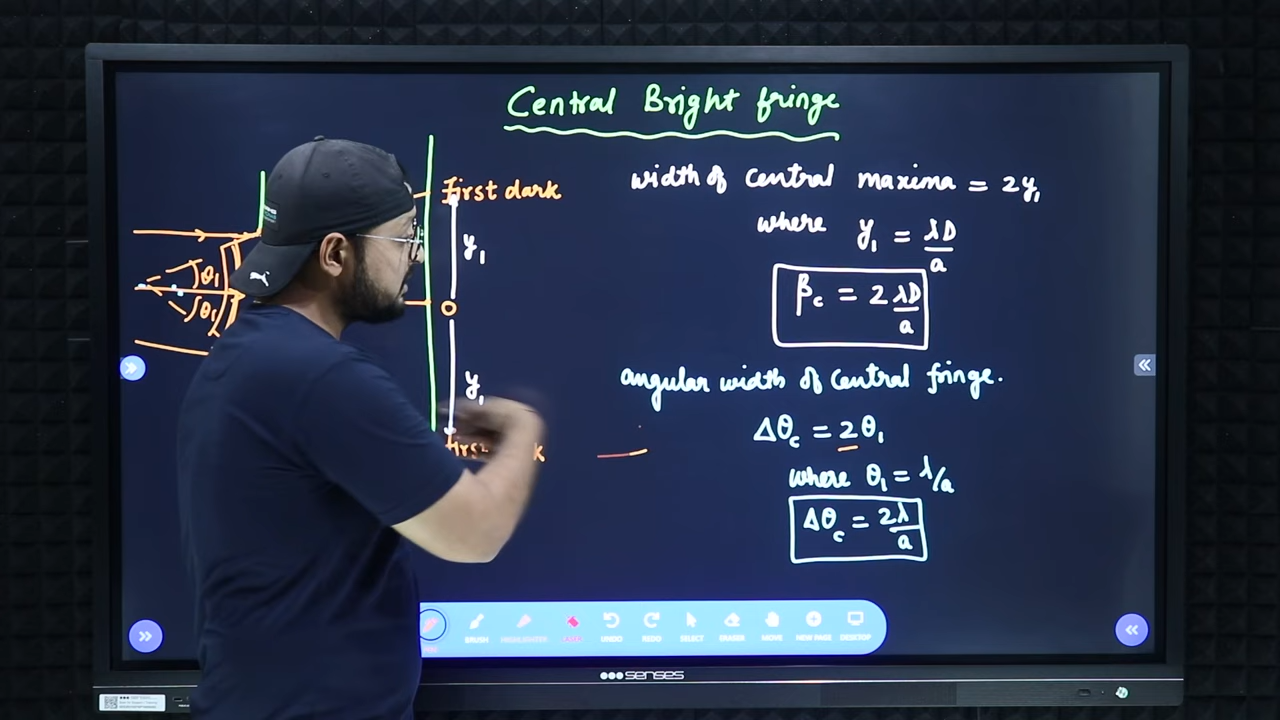 Central Bright fringe
First dark
y₁
O
y₁
θ₁
θ₁
width of central maxima = 2y₁
where y₁ = λD/a
βc = 2λD/a
angular width of Central fringe.
Δθc = 2θ₁
where θ₁ = λ/a
Δθc = 2λ/a
BRUSH HIGHLIGHTER LASER UNDO REDO SELECT ERASER MOVE NEW PAGE DESKTOP
senses